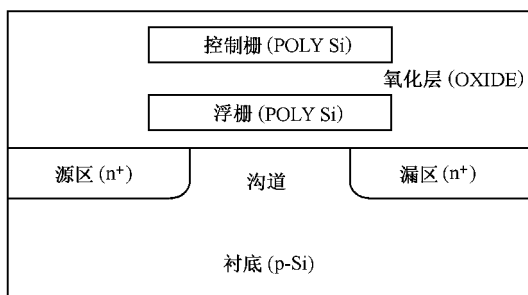 控制栅(POLY Si)
氧化层(OXIDE)
浮栅(POLY Si)
源区(n⁺)
沟道
漏区(n⁺)
衬底(p-Si)